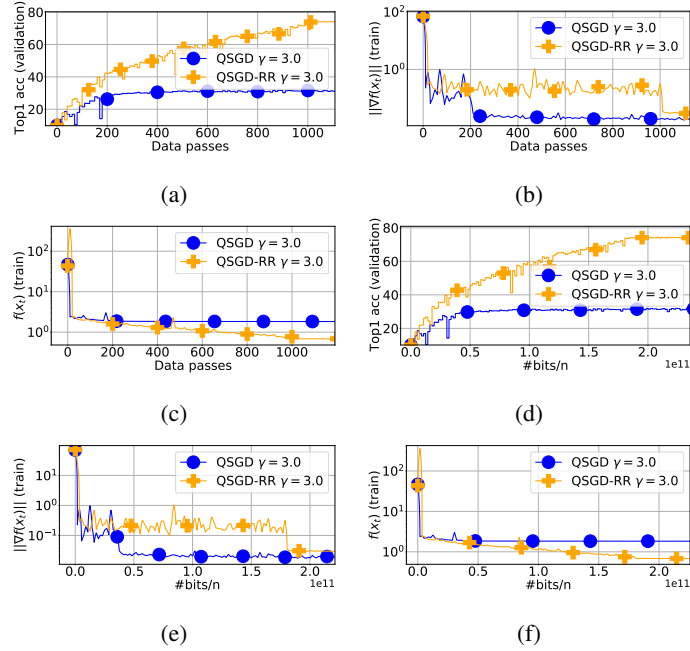 Top1 acc (validation)
80
60
40
20
0
200
400
600
800
1000
Data passes
QSGD γ = 3.0
QSGD-RR γ = 3.0
(a)
||∇f(x_t)|| (train)
10^0
0
200
400
600
800
1000
Data passes
QSGD γ = 3.0
QSGD-RR γ = 3.0
(b)
f(x_t) (train)
10^2
10^1
10^0
0
200
400
600
800
1000
Data passes
QSGD γ = 3.0
QSGD-RR γ = 3.0
(c)
Top1 acc (validation)
80
60
40
20
0.0
0.5
1.0
1.5
2.0
1e11
#bits/n
QSGD γ = 3.0
QSGD-RR γ = 3.0
(d)
||∇f(x_t)|| (train)
10^1
10^0
10^−1
0.0
0.5
1.0
1.5
2.0
1e11
#bits/n
QSGD γ = 3.0
QSGD-RR γ = 3.0
(e)
f(x_t) (train)
10^2
10^1
10^0
0.0
0.5
1.0
1.5
2.0
1e11
#bits/n
QSGD γ = 3.0
QSGD-RR γ = 3.0
(f)